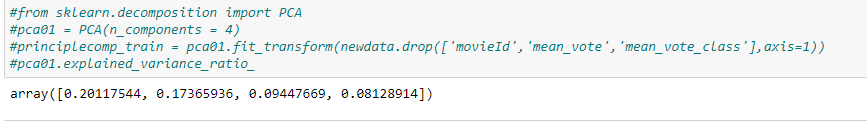 #from sklearn.decomposition import PCA
#pca01 = PCA(n_components = 4)
#principlecomp_train = pca01.fit_transform(newdata.drop(['movieId','mean_vote','mean_vote_class'],axis=1))
#pca01.explained_variance_ratio_
array([0.20117544, 0.17365936, 0.09447669, 0.08128914])